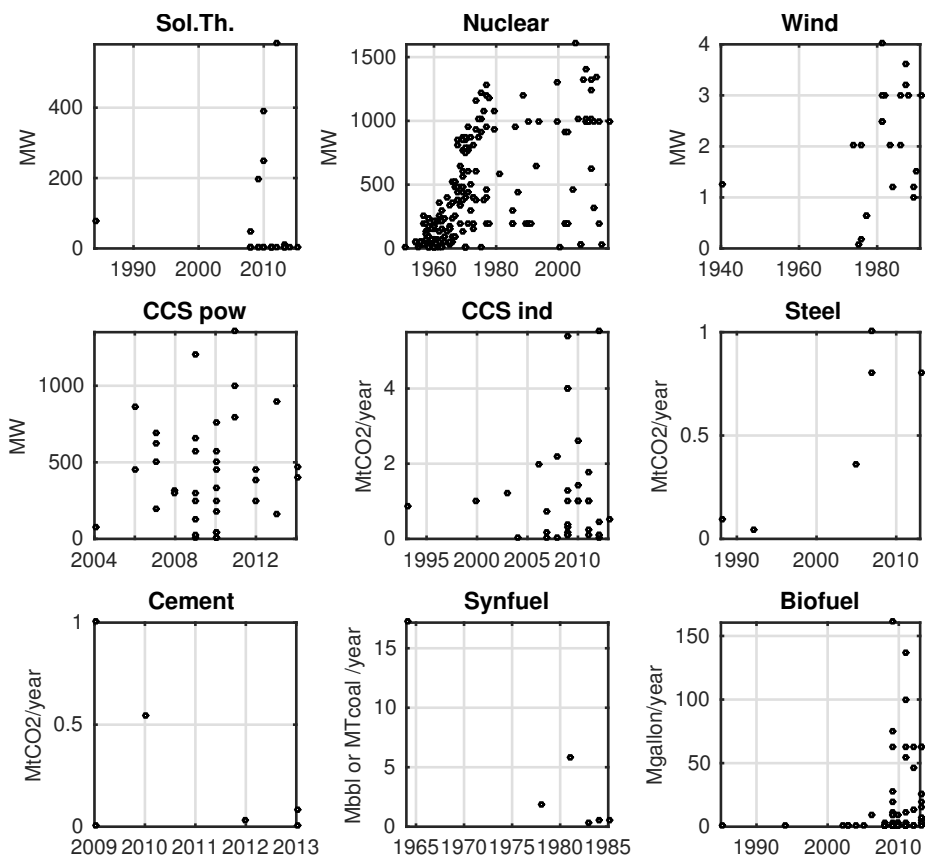 Sol.Th.
MW
400
200
0
1990 2000 2010
Nuclear
MW
1500
1000
500
0
1960 1980 2000
Wind
MW
4
3
2
1
0
1940 1960 1980
CCS pow
MW
1000
500
0
2004 2008 2012
CCS ind
MtCO2/year
4
2
0
1995 2000 2005 2010
Steel
MtCO2/year
1
0.5
0
1990 2000 2010
Cement
MtCO2/year
1
0.5
0
2009 2010 2011 2012 2013
Synfuel
Mbbl or MTcoal /year
15
10
5
0
1965 1970 1975 1980 1985
Biofuel
Mgallon/year
150
100
50
0
1990 2000 2010